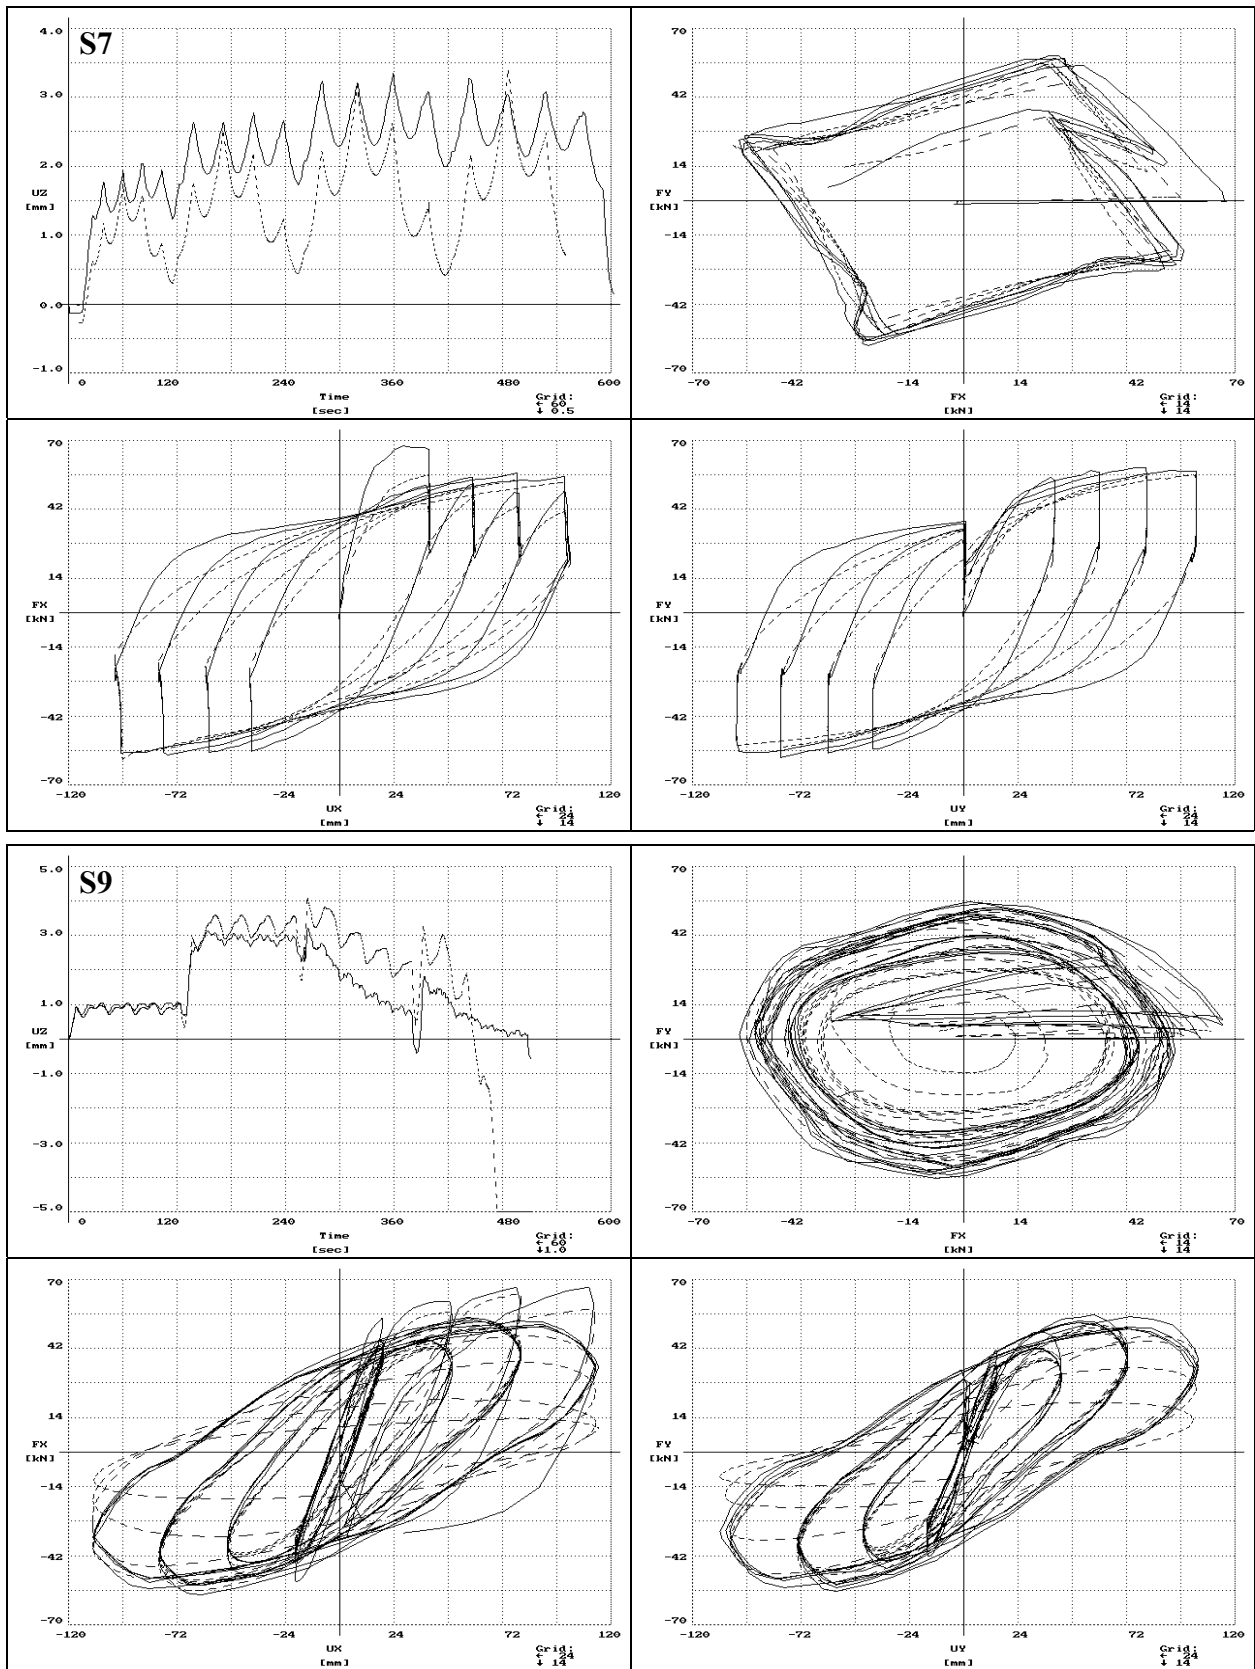 S7
4.0
3.0
2.0
UZ
[mm]
1.0
0.0
-1.0
0 120 240 360 480 600
Time
[sec]
Grid:
← 60
↓ 0.5
70
42
14
FY
[kN]
-14
-42
-70
-70 -42 -14 14 42 70
FX
[kN]
Grid:
← 14
↓ 14
70
42
14
FX
[kN]
-14
-42
-70
-120 -72 -24 24 72 120
UX
[mm]
Grid:
← 24
↓ 14
70
42
14
FY
[kN]
-14
-42
-70
-120 -72 -24 24 72 120
UY
[mm]
Grid:
← 24
↓ 14
S9
5.0
3.0
1.0
UZ
[mm]
-1.0
-3.0
-5.0
0 120 240 360 480 600
Time
[sec]
Grid:
← 60
↓1.0
70
42
14
FY
[kN]
-14
-42
-70
-70 -42 -14 14 42 70
FX
[kN]
Grid:
← 14
↓ 14
70
42
14
FX
[kN]
-14
-42
-70
-120 -72 -24 24 72 120
UX
[mm]
Grid:
← 24
↓ 14
70
42
14
FY
[kN]
-14
-42
-70
-120 -72 -24 24 72 120
UY
[mm]
Grid:
← 24
↓ 14